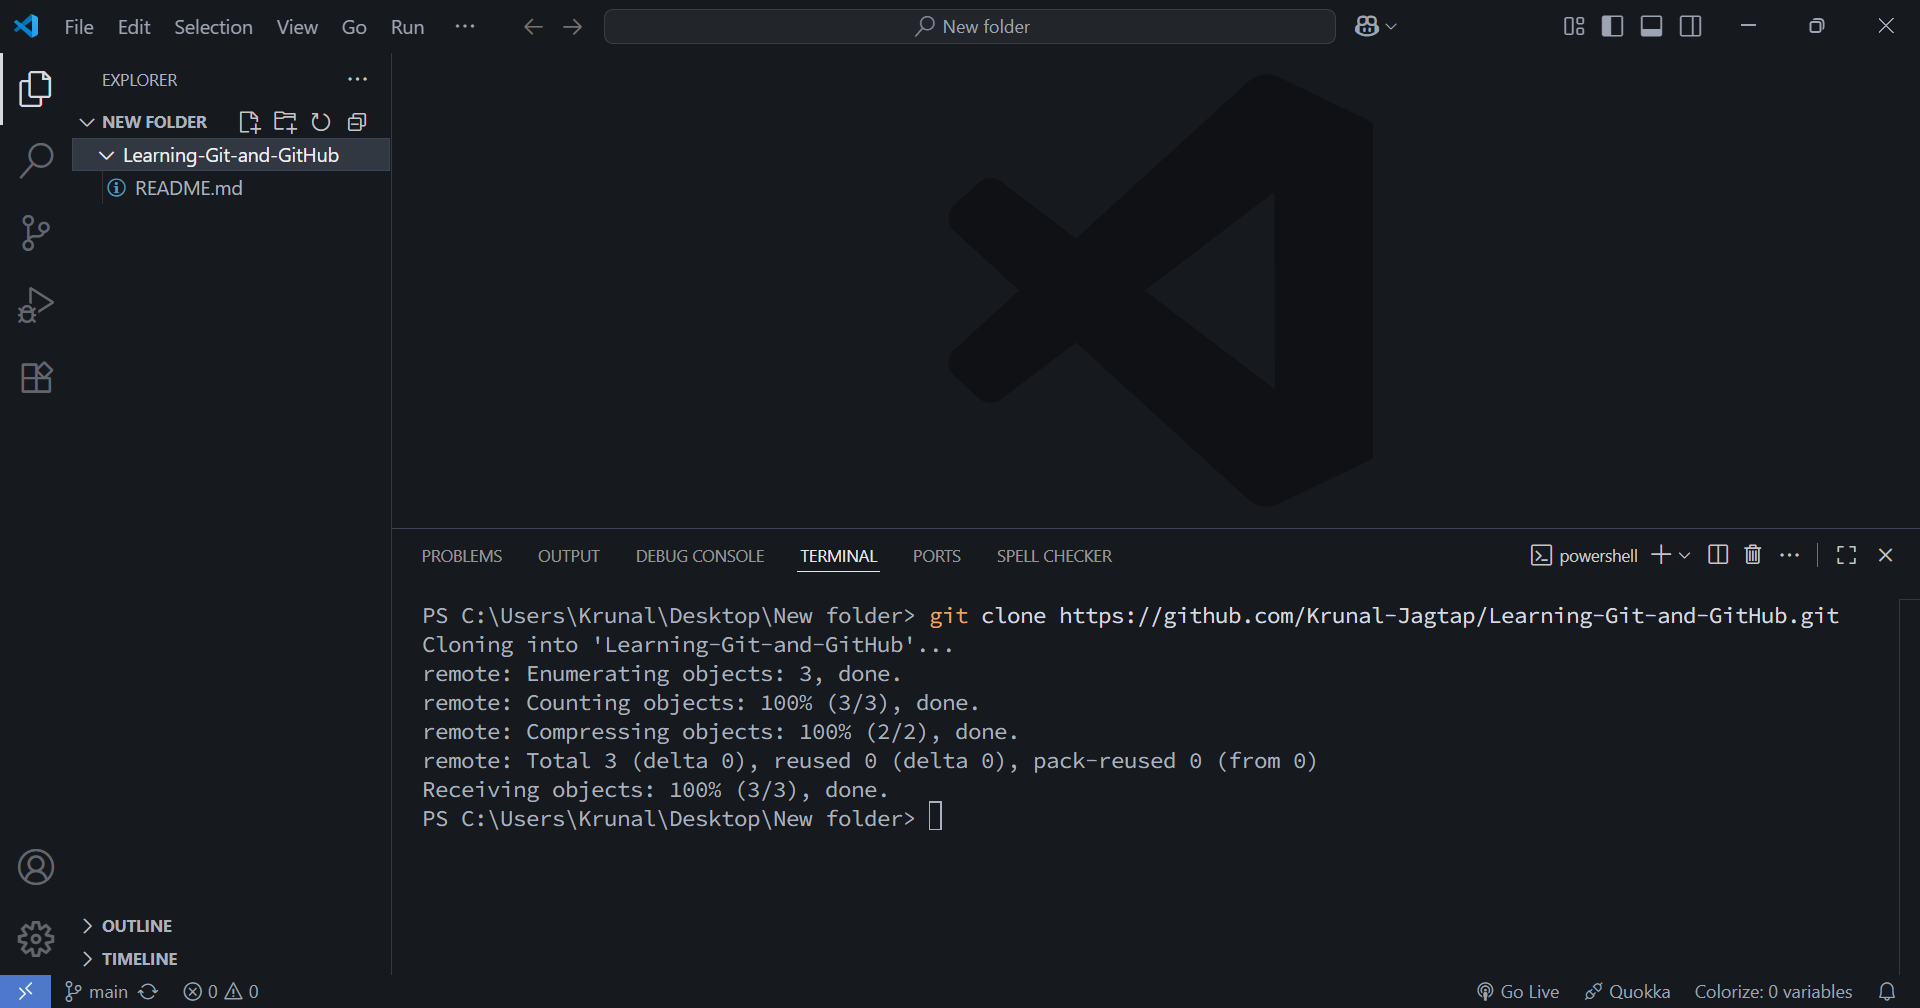 File Edit Selection View Go Run ··· New folder
EXPLORER ···
NEW FOLDER
Learning-Git-and-GitHub
README.md
PROBLEMS OUTPUT DEBUG CONSOLE TERMINAL PORTS SPELL CHECKER powershell ···
PS C:\Users\Krunal\Desktop\New folder> git clone https://github.com/Krunal-Jagtap/Learning-Git-and-GitHub.git
Cloning into 'Learning-Git-and-GitHub'...
remote: Enumerating objects: 3, done.
remote: Counting objects: 100% (3/3), done.
remote: Compressing objects: 100% (2/2), done.
remote: Total 3 (delta 0), reused 0 (delta 0), pack-reused 0 (from 0)
Receiving objects: 100% (3/3), done.
PS C:\Users\Krunal\Desktop\New folder>
OUTLINE
TIMELINE
main 0 0 Go Live Quokka Colorize: 0 variables